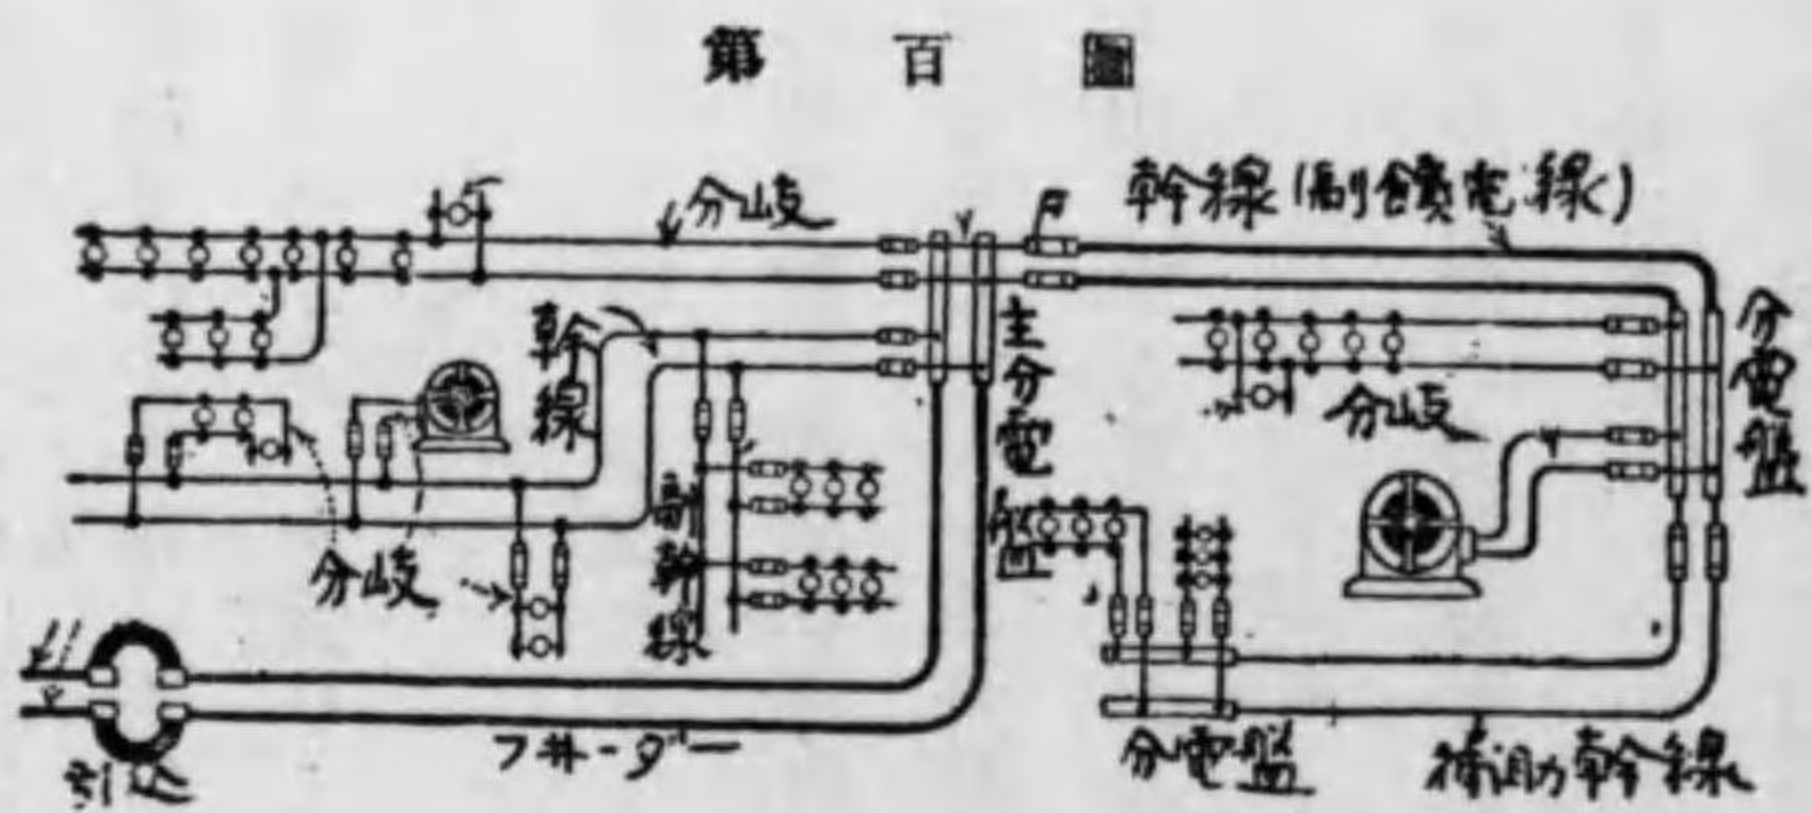 第百圖
分岐
F
幹線(副饋電線)
幹線
主分電盤
分電盤
分岐
副幹線
分岐
引込
フヰーダー
分電盤
補助幹線